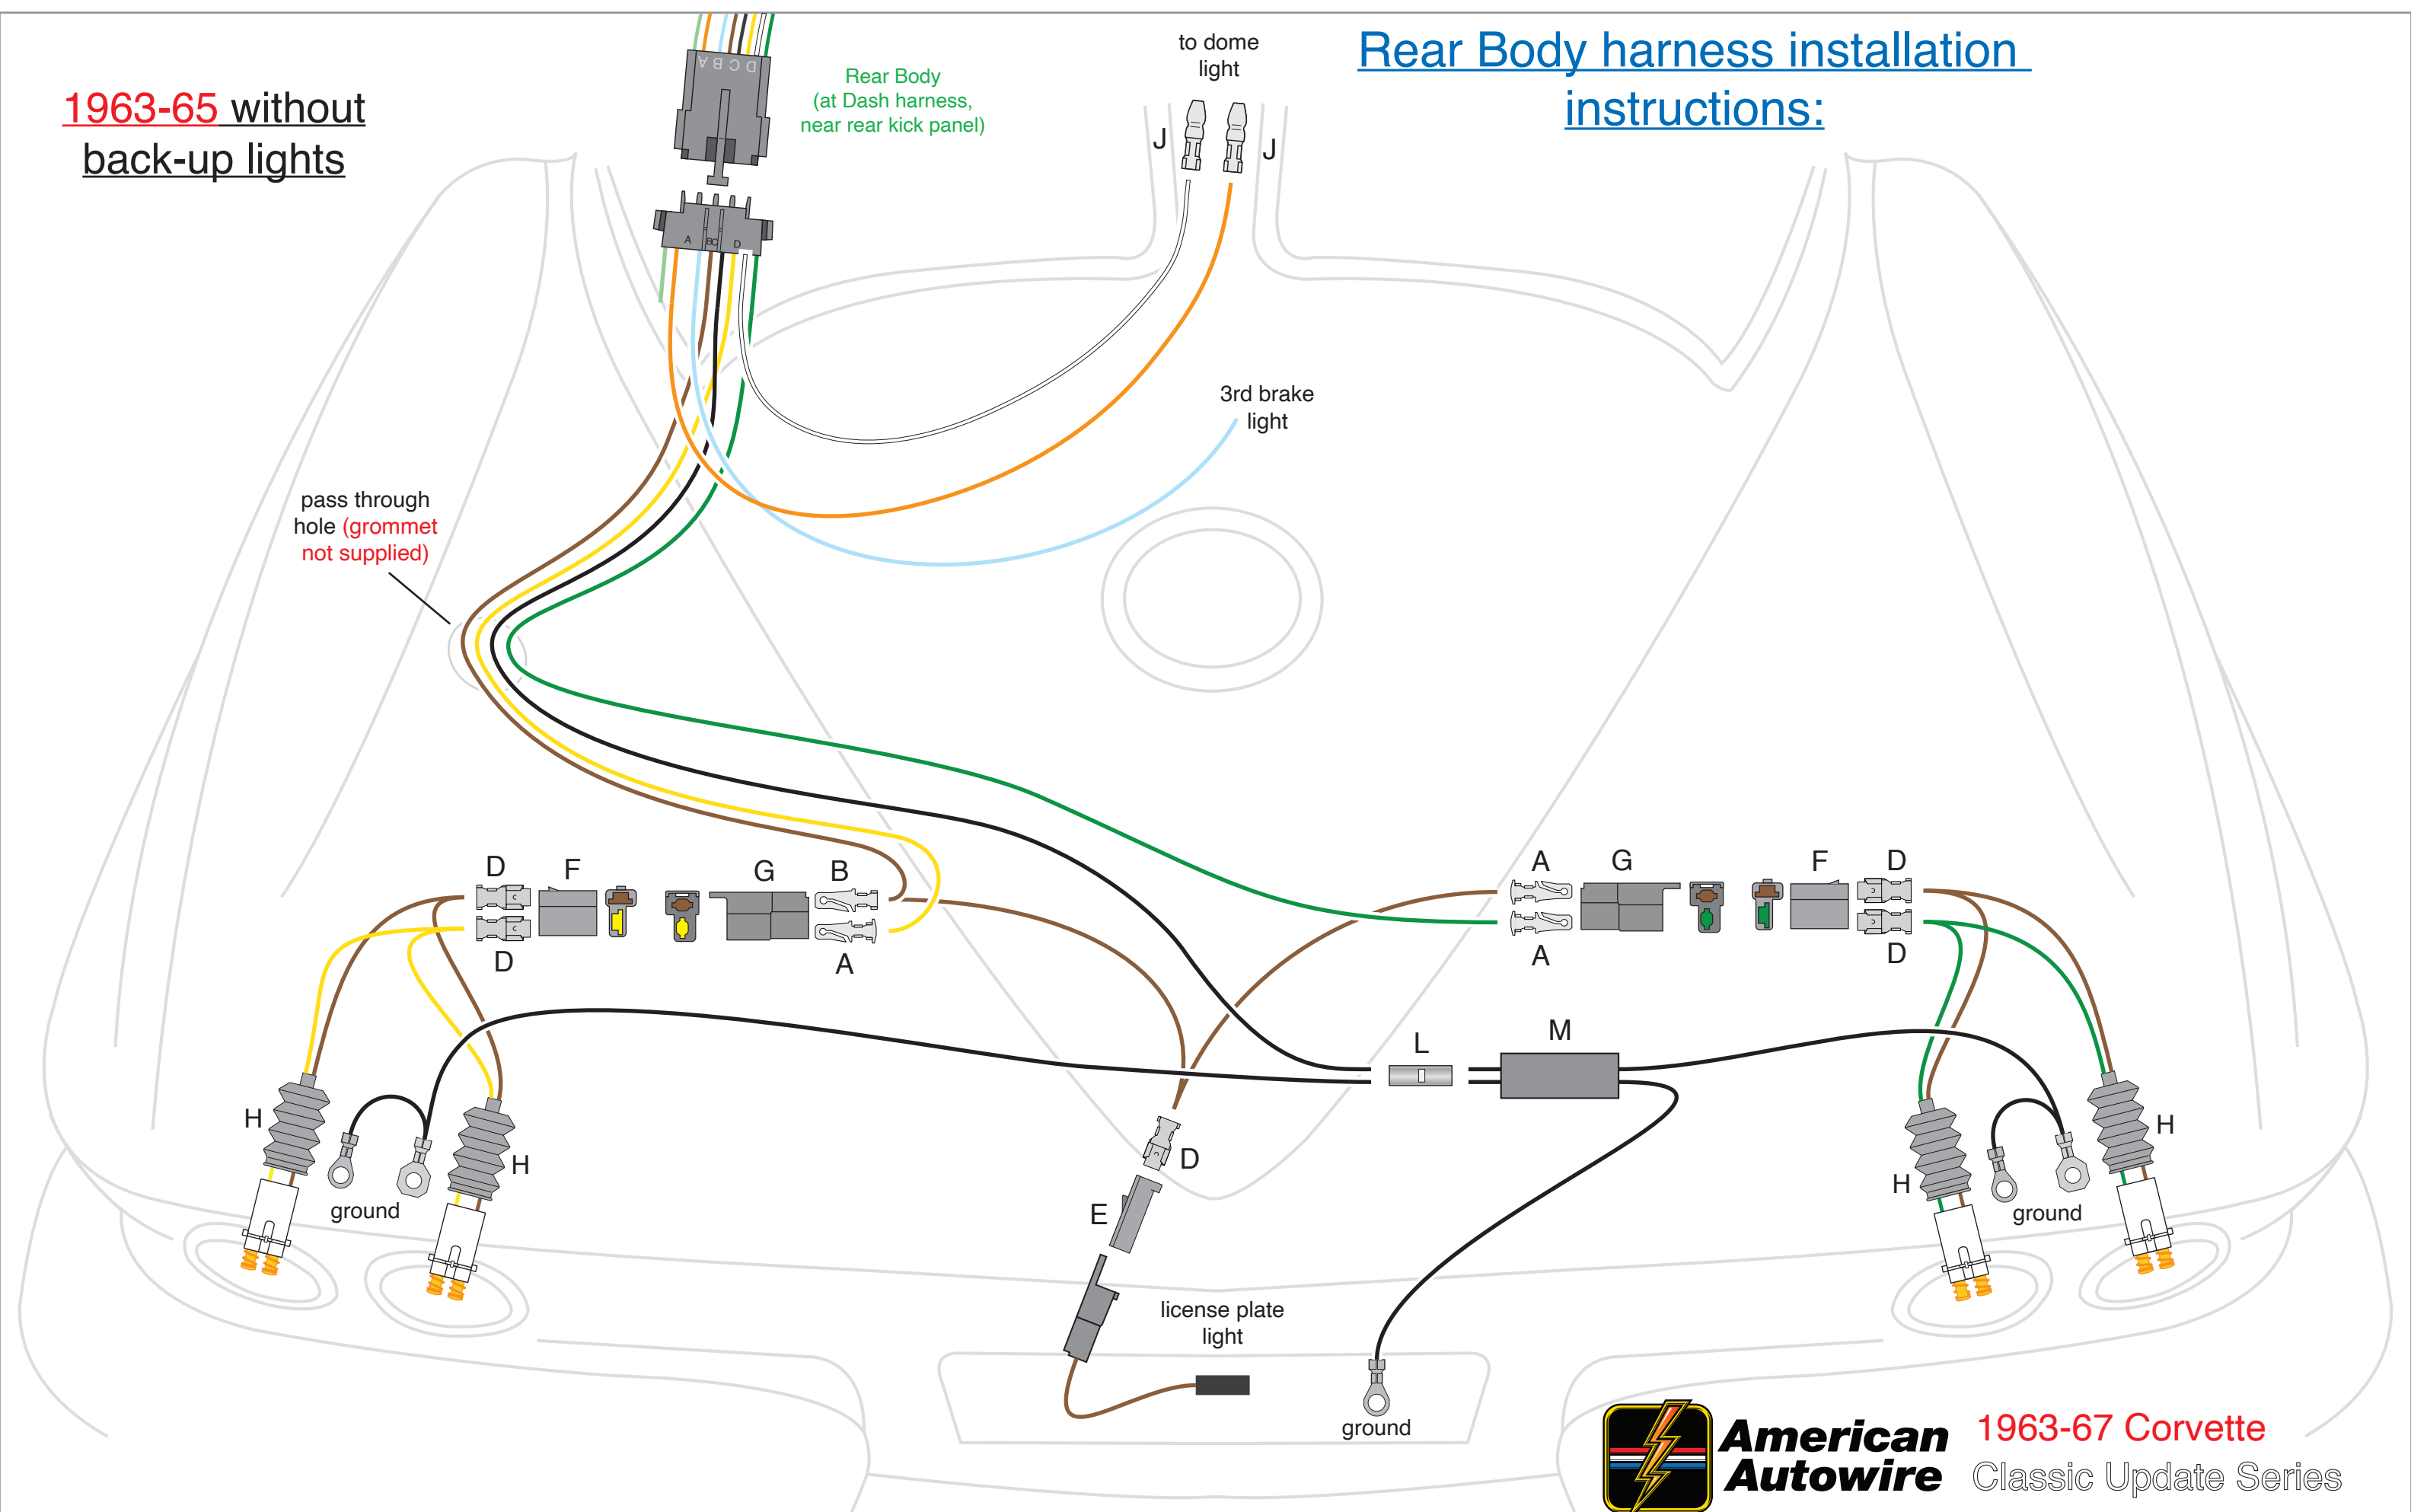 Rear Body harness installation
instructions:
1963-65 without
back-up lights
D C B A
Rear Body
(at Dash harness,
near rear kick panel)
to dome
light
J
J
A
BC
D
3rd brake
light
pass through
hole (grommet
not supplied)
D
F
G
B
D
A
A
G
F
D
A
D
C
C
L
M
H
H
ground
D
E
H
H
ground
license plate
light
ground
American
Autowire
1963-67 Corvette
Classic Update Series